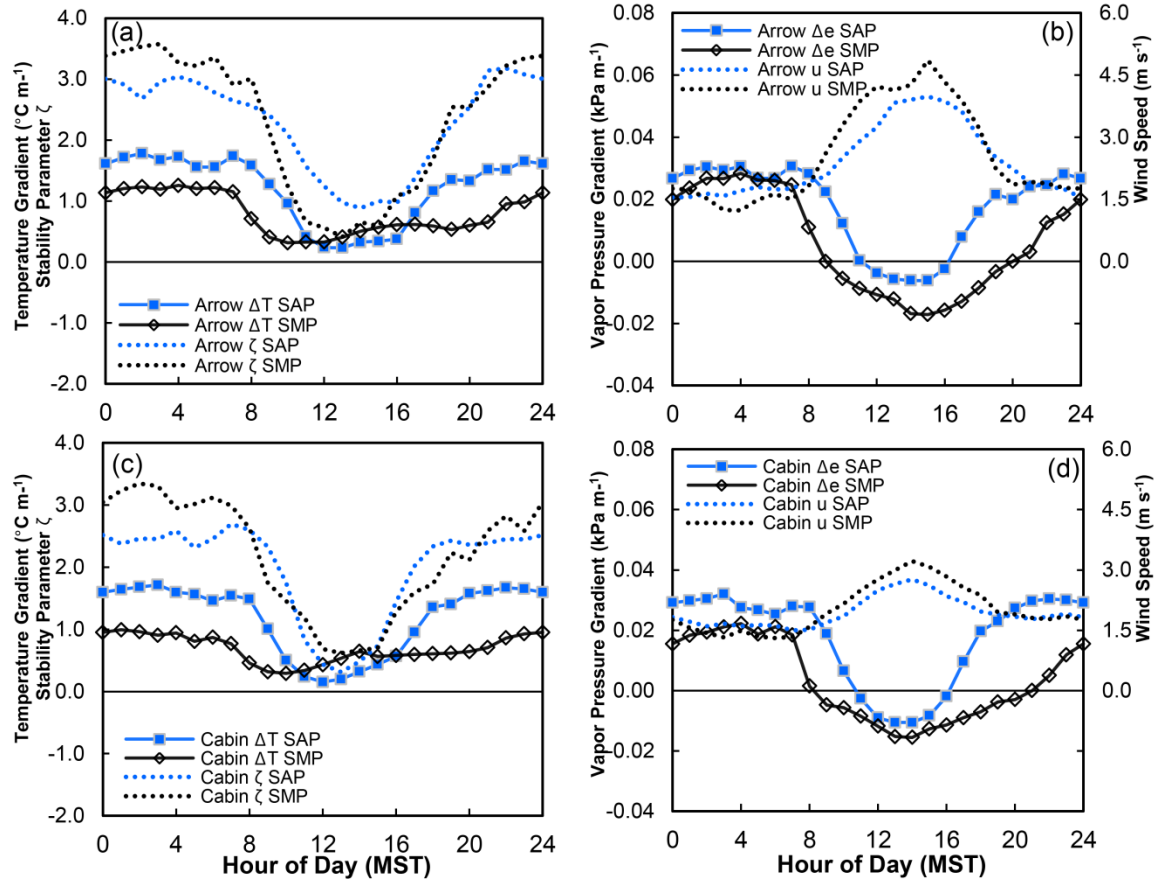 (a)
Temperature Gradient (°C m-1)
Stability Parameter ζ
4.0
3.0
2.0
1.0
0.0
-1.0
-2.0
Arrow ΔT SAP
Arrow ΔT SMP
Arrow ζ SAP
Arrow ζ SMP
0 4 8 12 16 20 24
(b)
Vapor Pressure Gradient (kPa m-1)
0.08
0.06
0.04
0.02
0.00
-0.02
-0.04
Arrow Δe SAP
Arrow Δe SMP
Arrow u SAP
Arrow u SMP
6.0
4.5
3.0
1.5
0.0
Wind Speed (m s-1)
0 4 8 12 16 20 24
(c)
Temperature Gradient (°C m-1)
Stability Parameter ζ
4.0
3.0
2.0
1.0
0.0
-1.0
-2.0
Cabin ΔT SAP
Cabin ΔT SMP
Cabin ζ SAP
Cabin ζ SMP
0 4 8 12 16 20 24
Hour of Day (MST)
(d)
Vapor Pressure Gradient (kPa m-1)
0.08
0.06
0.04
0.02
0.00
-0.02
-0.04
Cabin Δe SAP
Cabin Δe SMP
Cabin u SAP
Cabin u SMP
6.0
4.5
3.0
1.5
0.0
Wind Speed (m s-1)
0 4 8 12 16 20 24
Hour of Day (MST)